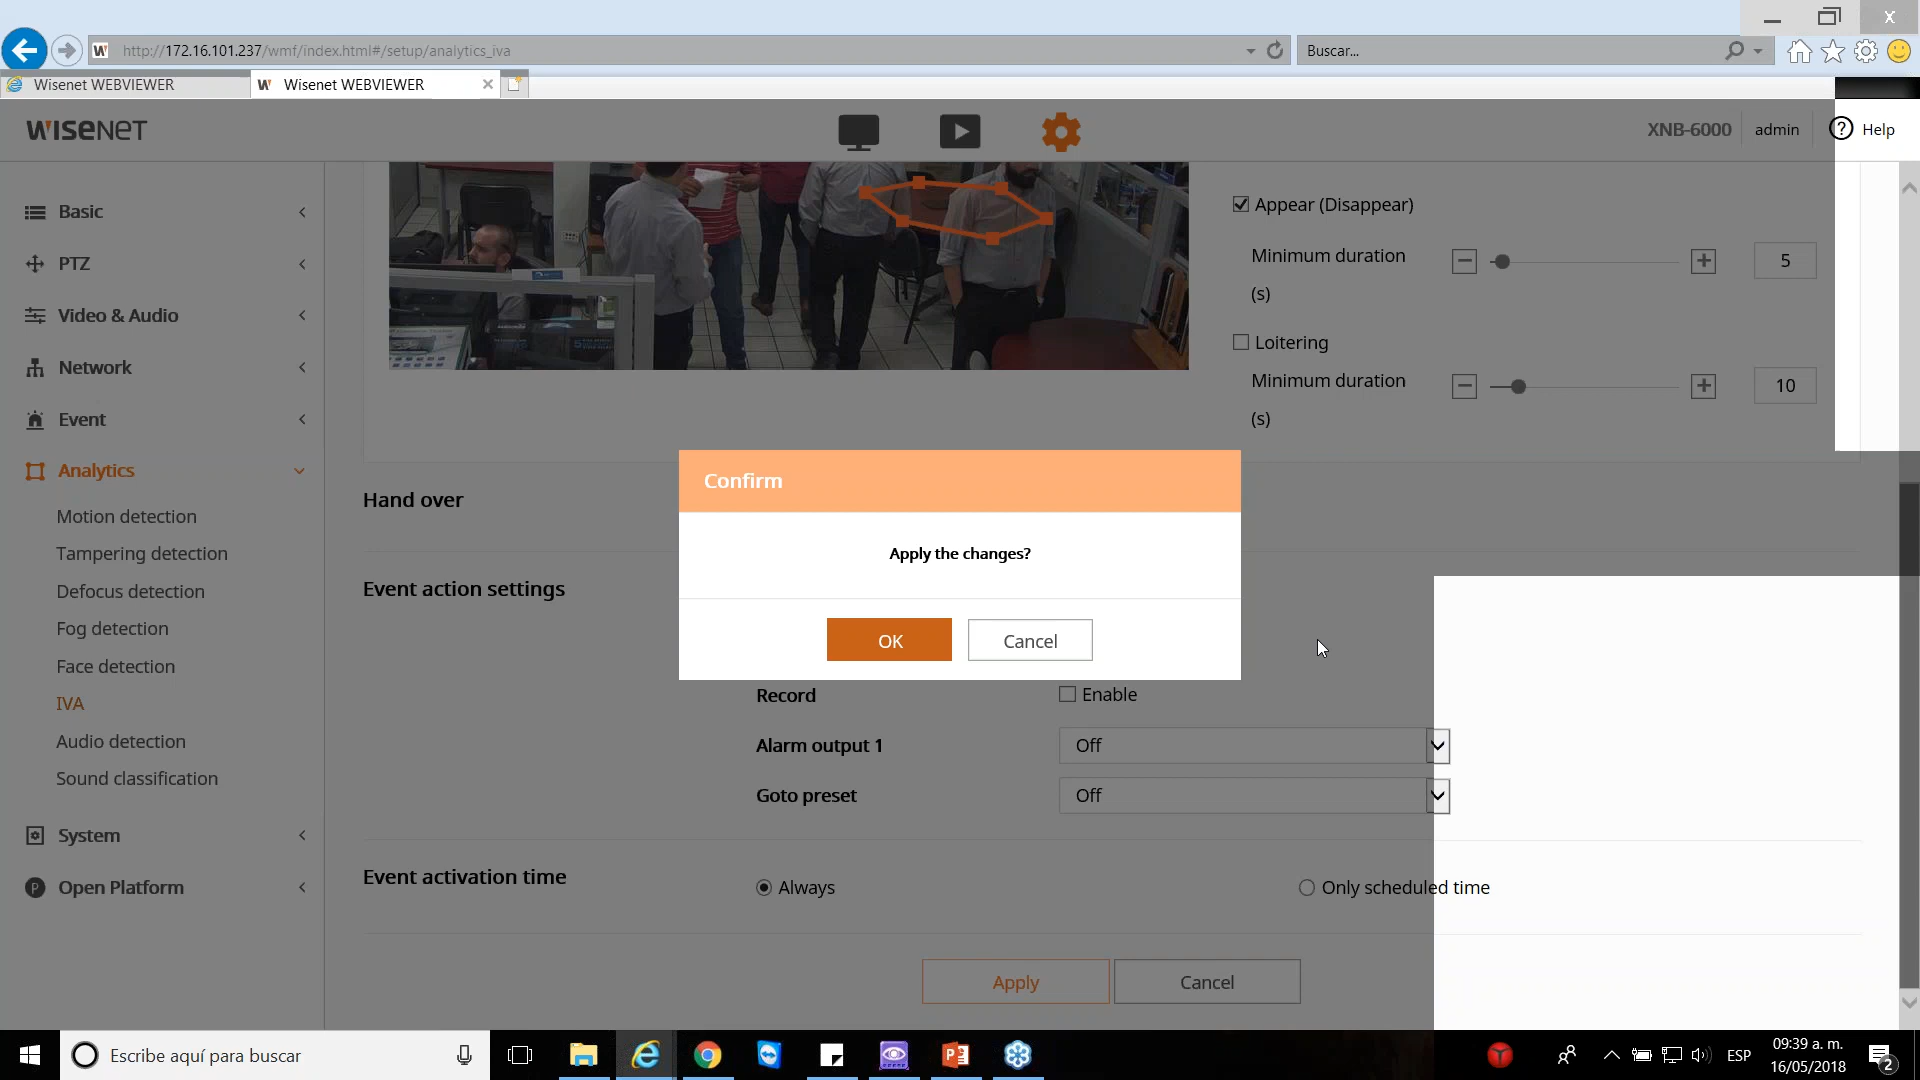 http://172.16.101.237/wmf/index.html#/setup/analytics_iva
Buscar...
Wisenet WEBVIEWER
Wisenet WEBVIEWER
WISENET
XNB-6000
admin
Help
Basic
PTZ
Video & Audio
Network
Event
Analytics
Motion detection
Tampering detection
Defocus detection
Fog detection
Face detection
IVA
Audio detection
Sound classification
System
Open Platform
Appear (Disappear)
Minimum duration
(s)
5
Loitering
Minimum duration
(s)
10
Hand over
Confirm
Apply the changes?
OK
Cancel
Event action settings
Record
Enable
Alarm output 1
Off
Goto preset
Off
Event activation time
Always
Only scheduled time
Apply
Cancel
Escribe aquí para buscar
ESP
09:39 a. m.
16/05/2018
2